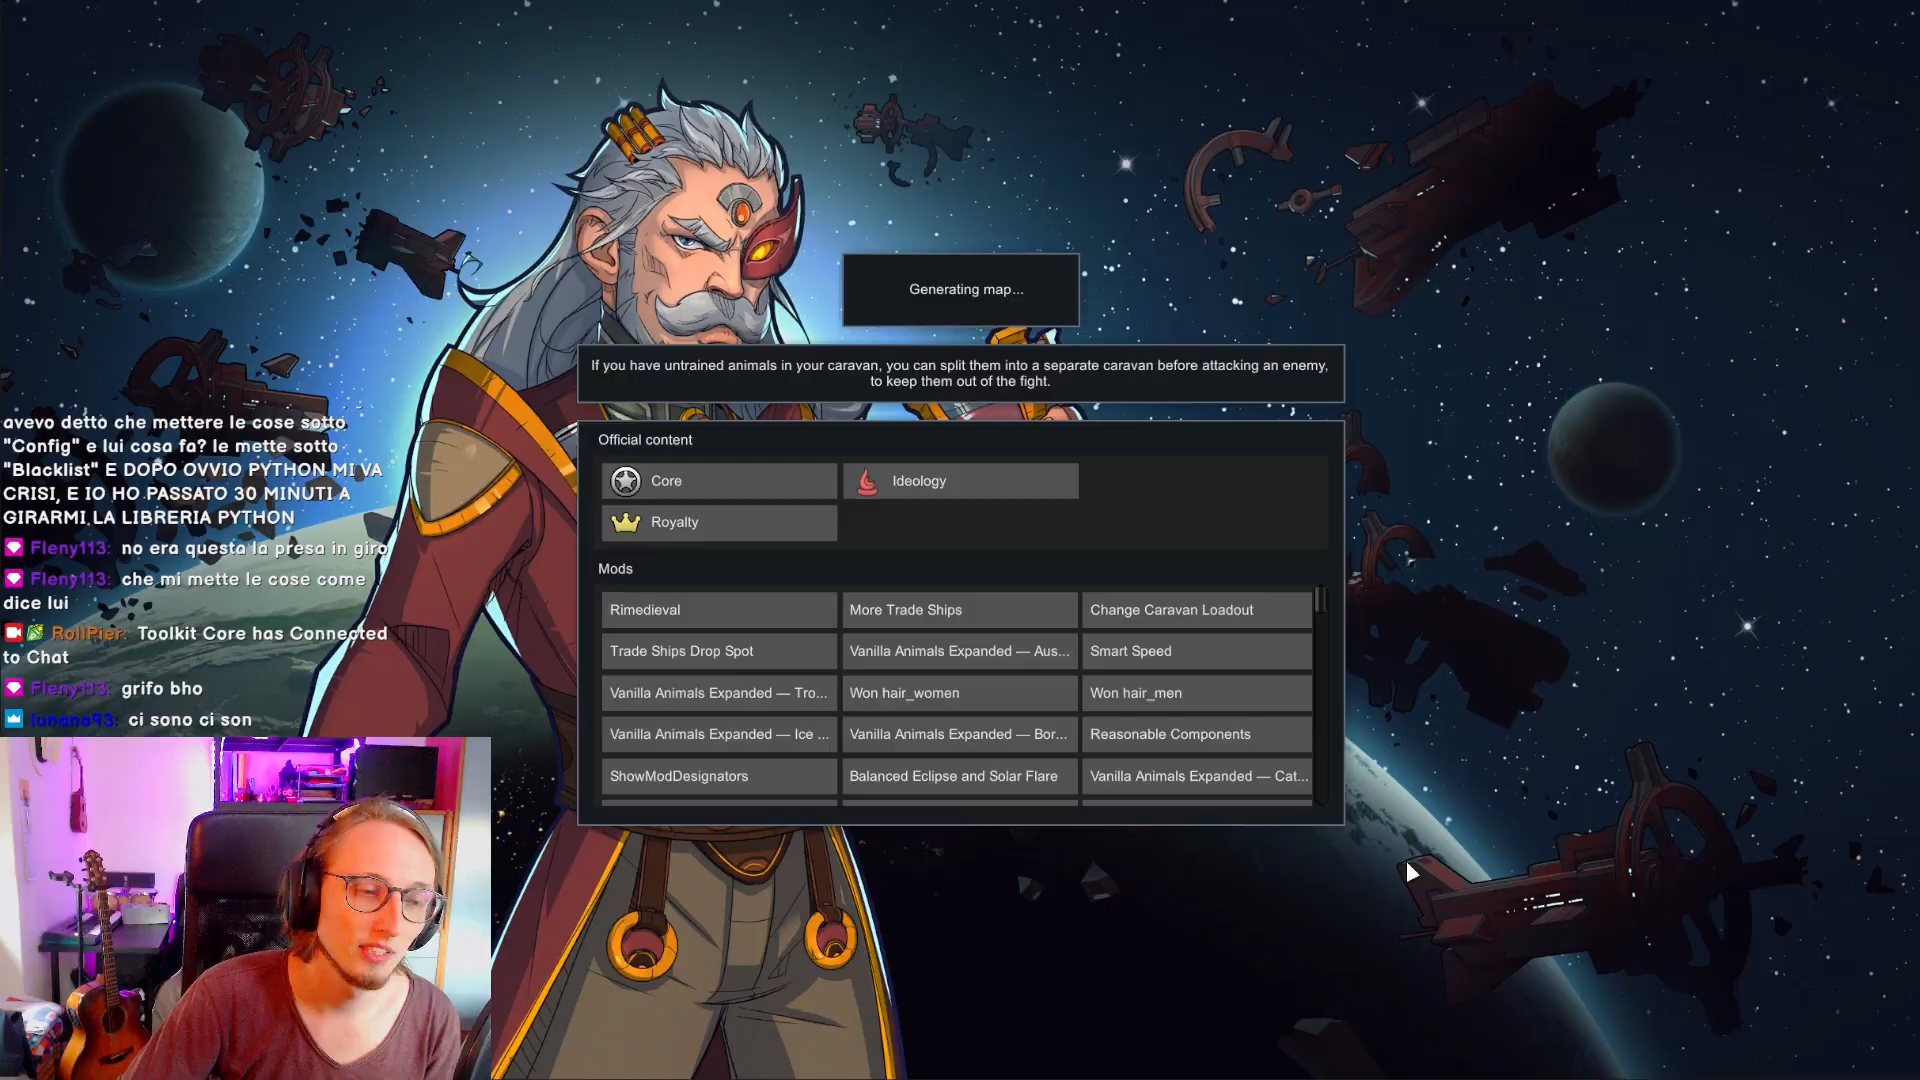 Generating map...
If you have untrained animals in your caravan, you can split them into a separate caravan before attacking an enemy,
to keep them out of the fight.
Official content
Core
Ideology
Royalty
Mods
Rimedieval
More Trade Ships
Change Caravan Loadout
Trade Ships Drop Spot
Vanilla Animals Expanded — Aus...
Smart Speed
Vanilla Animals Expanded — Tro...
Won hair_women
Won hair_men
Vanilla Animals Expanded — Ice ...
Vanilla Animals Expanded — Bor...
Reasonable Components
ShowModDesignators
Balanced Eclipse and Solar Flare
Vanilla Animals Expanded — Cat...
avevo detto che mettere le cose sotto
"Config" e lui cosa fa? le mette sotto
"Blacklist" E DOPO OVVIO PYTHON MI VA
CRISI, E IO HO PASSATO 30 MINUTI A
GIRARMI LA LIBRERIA PYTHON
Fleny113: no era questa la presa in giro
Fleny113: che mi mette le cose come
dice lui
RollPier: Toolkit Core has Connected
to Chat
Fleny113: grifo bho
lunana93: ci sono ci son